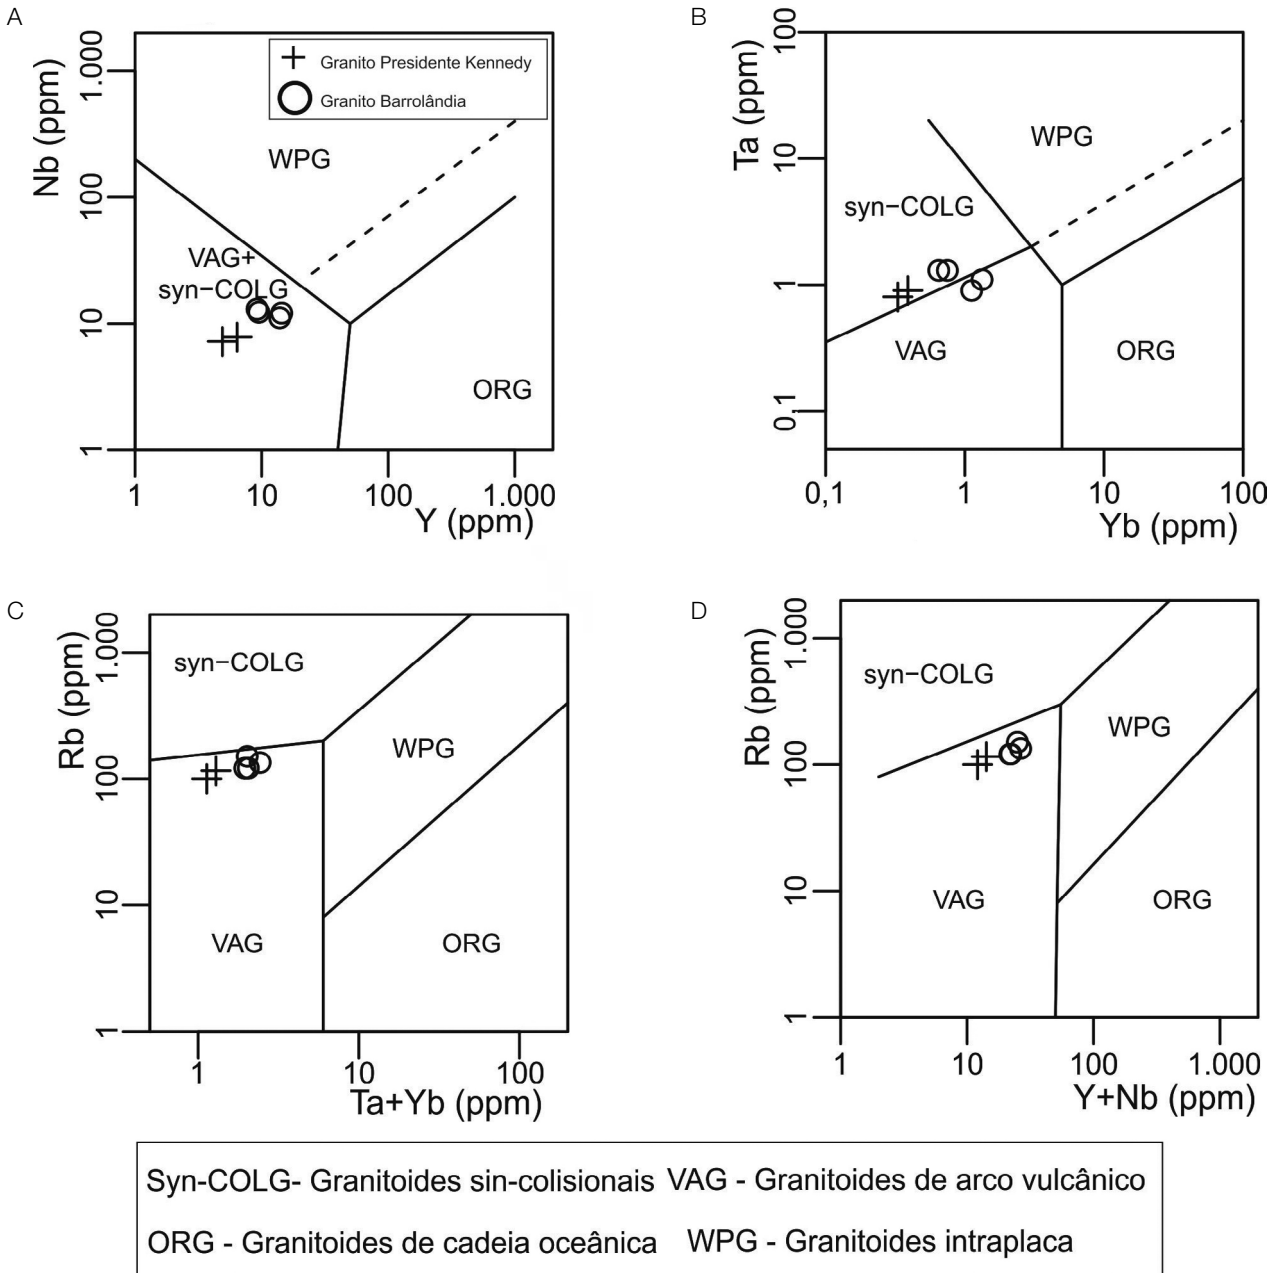 A
Nb (ppm)
1.000
100
10
1
Granito Presidente Kennedy
Granito Barrolândia
WPG
VAG+
syn-COLG
ORG
1 10 100 1.000
Y (ppm)
B
Ta (ppm)
100
10
1
0,1
WPG
syn-COLG
VAG
ORG
0,1 1 10 100
Yb (ppm)
C
Rb (ppm)
1.000
100
10
1
syn-COLG
WPG
VAG
ORG
1 10 100
Ta+Yb (ppm)
D
Rb (ppm)
1.000
100
10
1
syn-COLG
WPG
VAG
ORG
1 10 100 1.000
Y+Nb (ppm)
Syn-COLG- Granitoides sin-colisionais VAG - Granitoides de arco vulcânico
ORG - Granitoides de cadeia oceânica WPG - Granitoides intraplaca